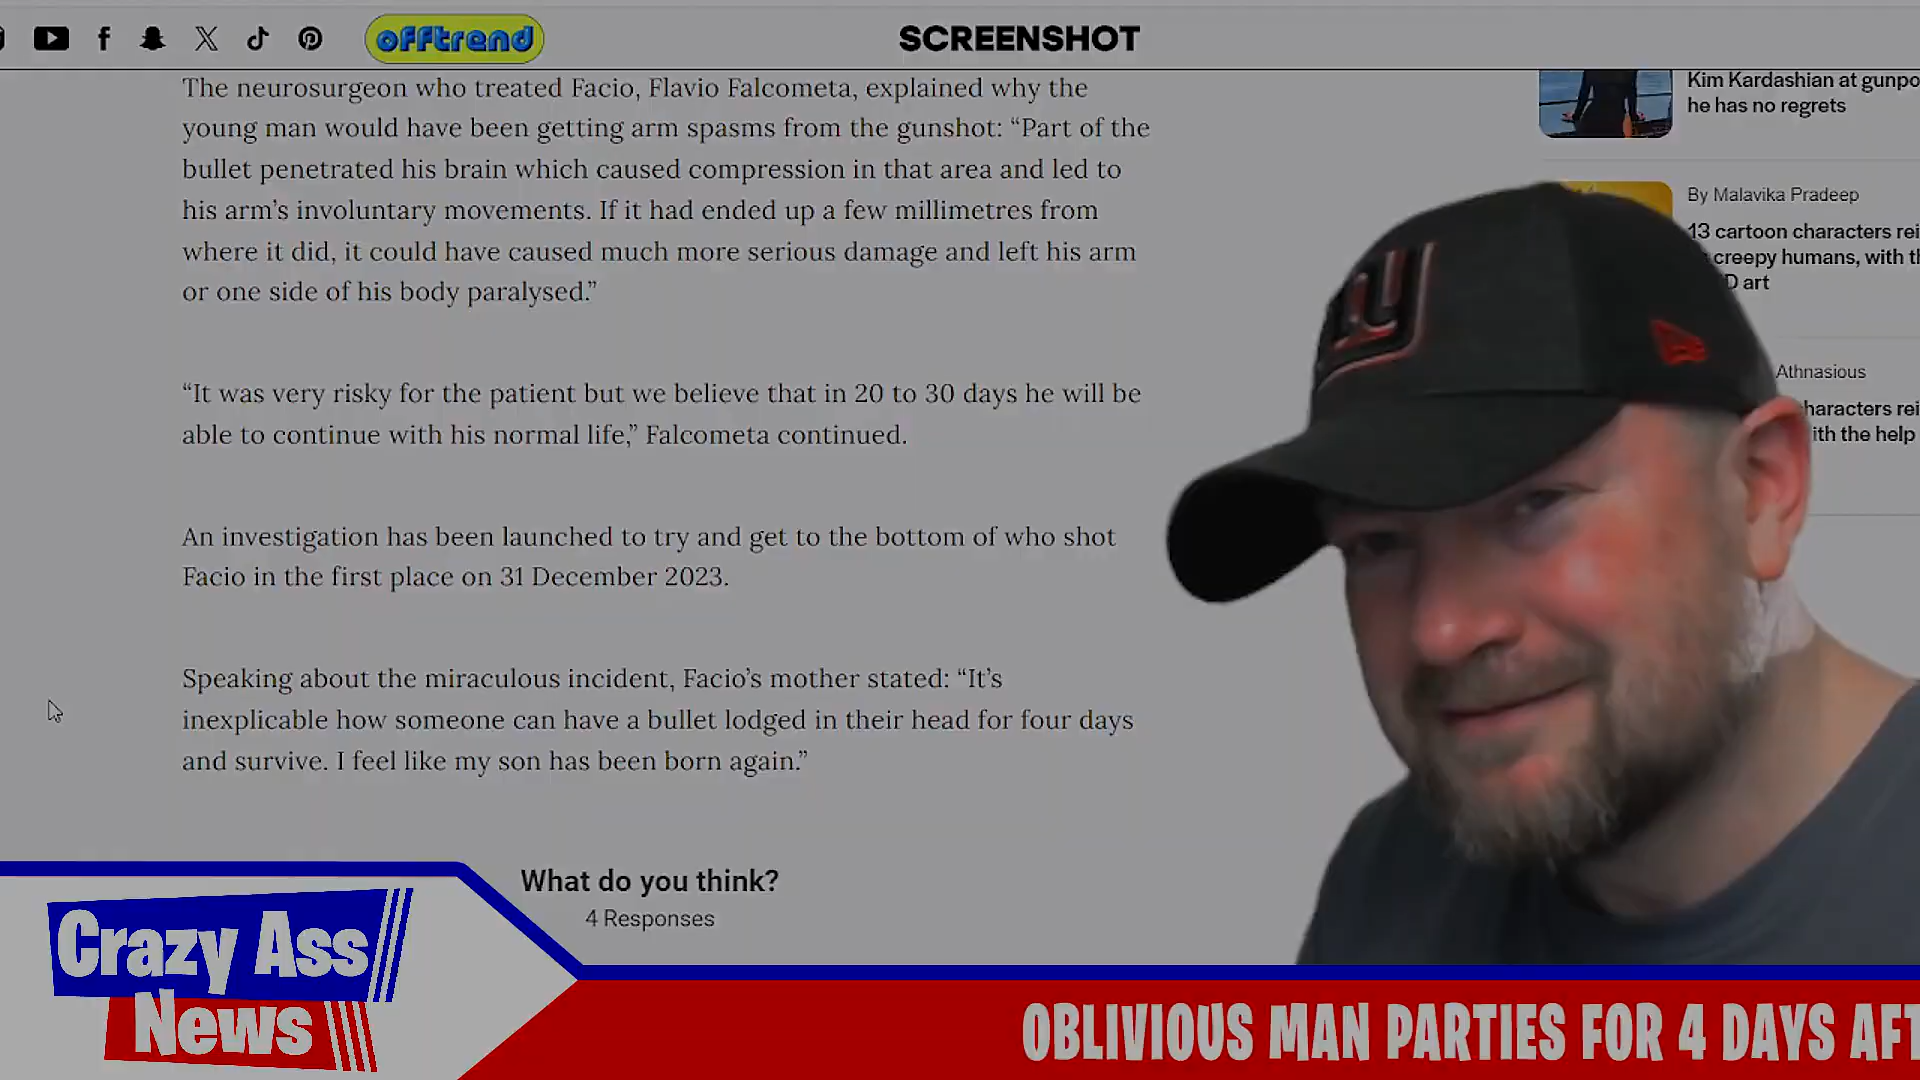 offtrend
SCREENSHOT
The neurosurgeon who treated Facio, Flavio Falcometa, explained why the
young man would have been getting arm spasms from the gunshot: “Part of the
bullet penetrated his brain which caused compression in that area and led to
his arm’s involuntary movements. If it had ended up a few millimetres from
where it did, it could have caused much more serious damage and left his arm
or one side of his body paralysed.”
“It was very risky for the patient but we believe that in 20 to 30 days he will be
able to continue with his normal life,” Falcometa continued.
An investigation has been launched to try and get to the bottom of who shot
Facio in the first place on 31 December 2023.
Speaking about the miraculous incident, Facio’s mother stated: “It’s
inexplicable how someone can have a bullet lodged in their head for four days
and survive. I feel like my son has been born again.”
What do you think?
4 Responses
Kim Kardashian at gunpo
he has no regrets
By Malavika Pradeep
13 cartoon characters rei
creepy humans, with th
D art
Athnasious
haracters rei
ith the help
NY
Crazy Ass
News
OBLIVIOUS MAN PARTIES FOR 4 DAYS AFT